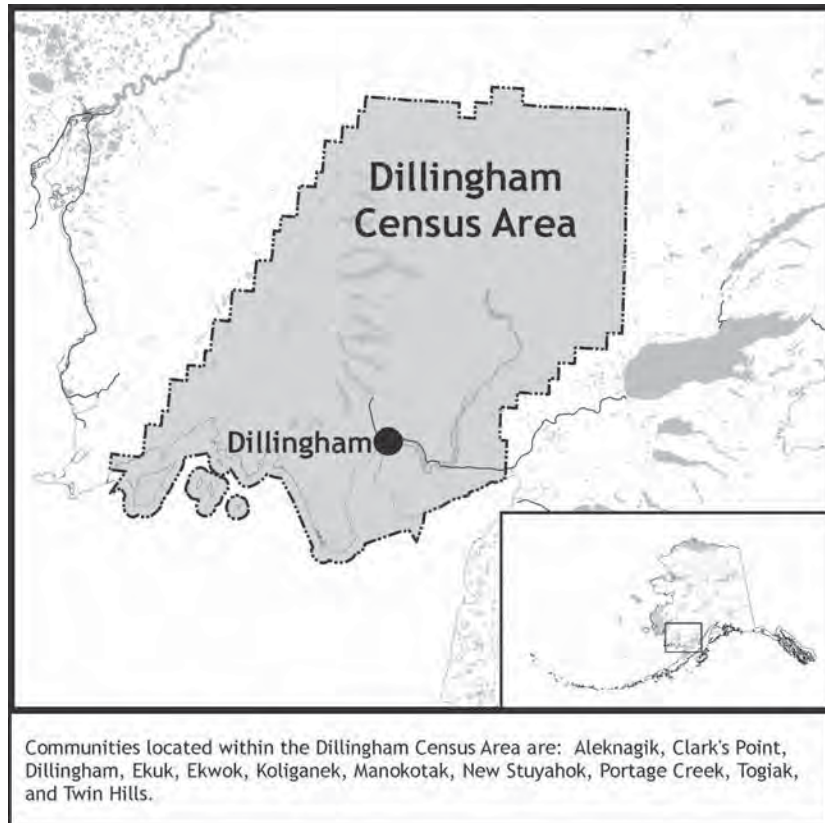 Dillingham
Census Area
Dillingham
Communities located within the Dillingham Census Area are: Aleknagik, Clark's Point,
Dillingham, Ekuk, Ekwok, Koliganek, Manokotak, New Stuyahok, Portage Creek, Togiak,
and Twin Hills.